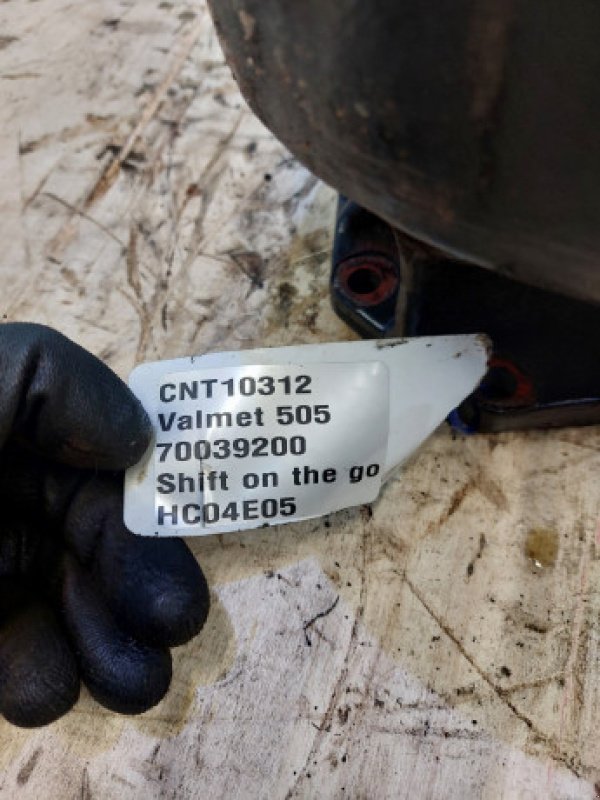 CNT10312
Valmet 505
70039200
Shift on the go
HC04E05